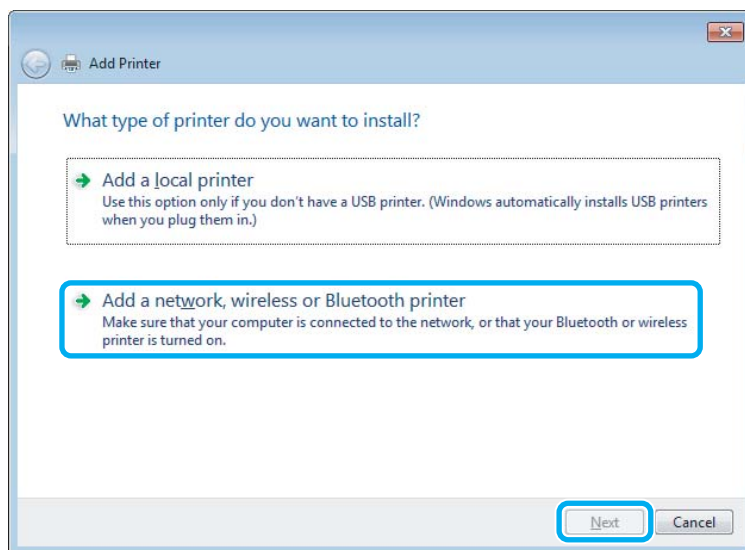 Add Printer
What type of printer do you want to install?
Add a local printer
Use this option only if you don't have a USB printer. (Windows automatically installs USB printers
when you plug them in.)
Add a network, wireless or Bluetooth printer
Make sure that your computer is connected to the network, or that your Bluetooth or wireless
printer is turned on.
Next Cancel